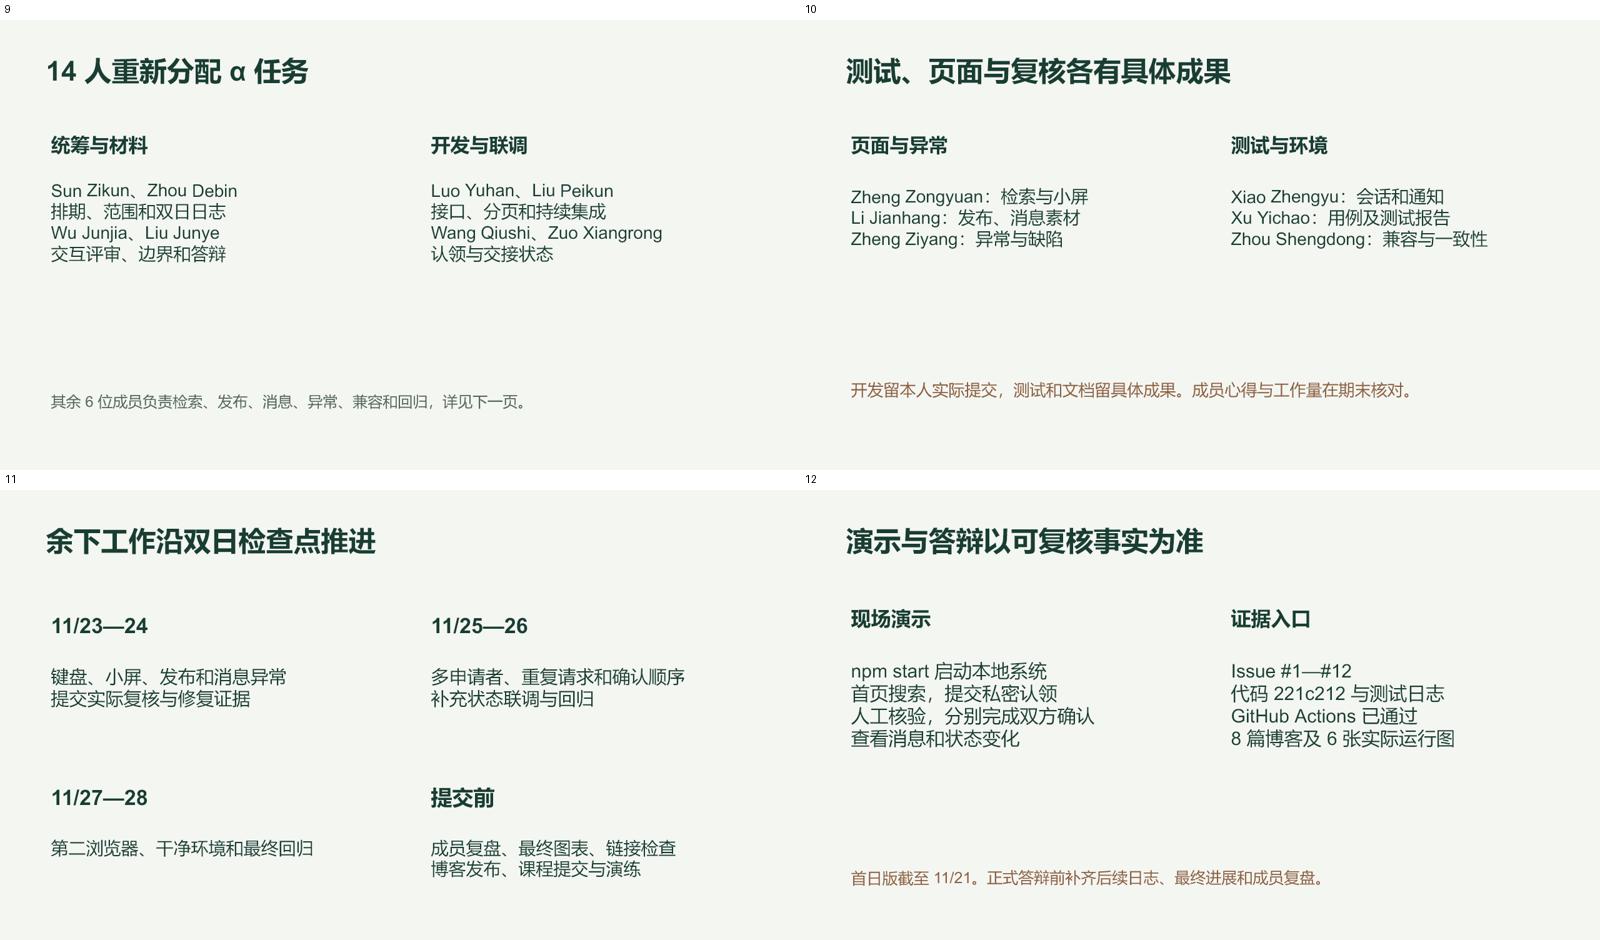 9
14 人重新分配 α 任务
统筹与材料
Sun Zikun、Zhou Debin
排期、范围和双日日志
Wu Junjia、Liu Junye
交互评审、边界和答辩
开发与联调
Luo Yuhan、Liu Peikun
接口、分页和持续集成
Wang Qiushi、Zuo Xiangrong
认领与交接状态
其余 6 位成员负责检索、发布、消息、异常、兼容和回归，详见下一页。
10
测试、页面与复核各有具体成果
页面与异常
Zheng Zongyuan：检索与小屏
Li Jianhang：发布、消息素材
Zheng Ziyang：异常与缺陷
测试与环境
Xiao Zhengyu：会话和通知
Xu Yichao：用例及测试报告
Zhou Shengdong：兼容与一致性
开发留本人实际提交，测试和文档留具体成果。成员心得与工作量在期末核对。
11
余下工作沿双日检查点推进
11/23—24
键盘、小屏、发布和消息异常
提交实际复核与修复证据
11/25—26
多申请者、重复请求和确认顺序
补充状态联调与回归
11/27—28
第二浏览器、干净环境和最终回归
提交前
成员复盘、最终图表、链接检查
博客发布、课程提交与演练
12
演示与答辩以可复核事实为准
现场演示
npm start 启动本地系统
首页搜索，提交私密认领
人工核验，分别完成双方确认
查看消息和状态变化
证据入口
Issue #1—#12
代码 221c212 与测试日志
GitHub Actions 已通过
8 篇博客及 6 张实际运行图
首日版截至 11/21。正式答辩前补齐后续日志、最终进展和成员复盘。